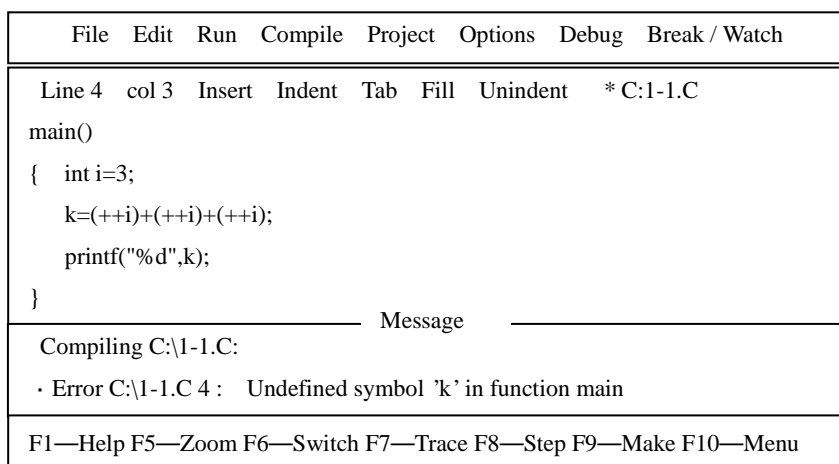 File Edit Run Compile Project Options Debug Break / Watch
Line 4 col 3 Insert Indent Tab Fill Unindent * C:1-1.C
main()
{ int i=3;
k=(++i)+(++i)+(++i);
printf("%d",k);
}
Message
Compiling C:\1-1.C:
· Error C:\1-1.C 4 : Undefined symbol ’k’ in function main
F1—Help F5—Zoom F6—Switch F7—Trace F8—Step F9—Make F10—Menu